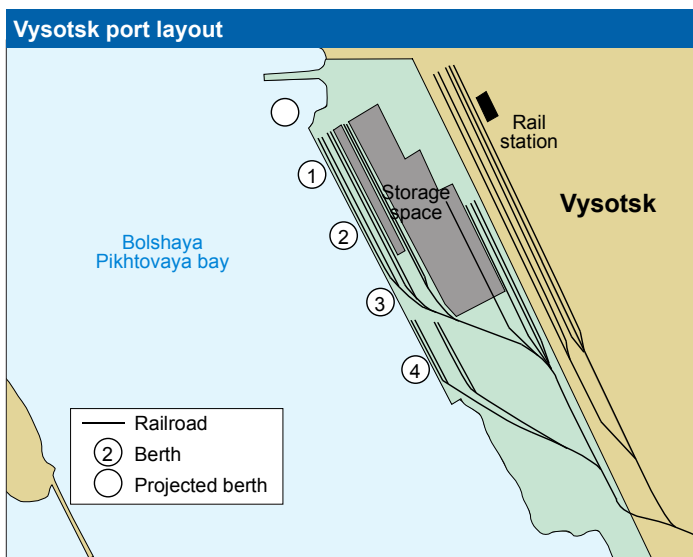 Vysotsk port layout
Rail
station
1
Storage
space
Vysotsk
2
Bolshaya
Pikhtovaya bay
3
4
Railroad
2 Berth
Projected berth